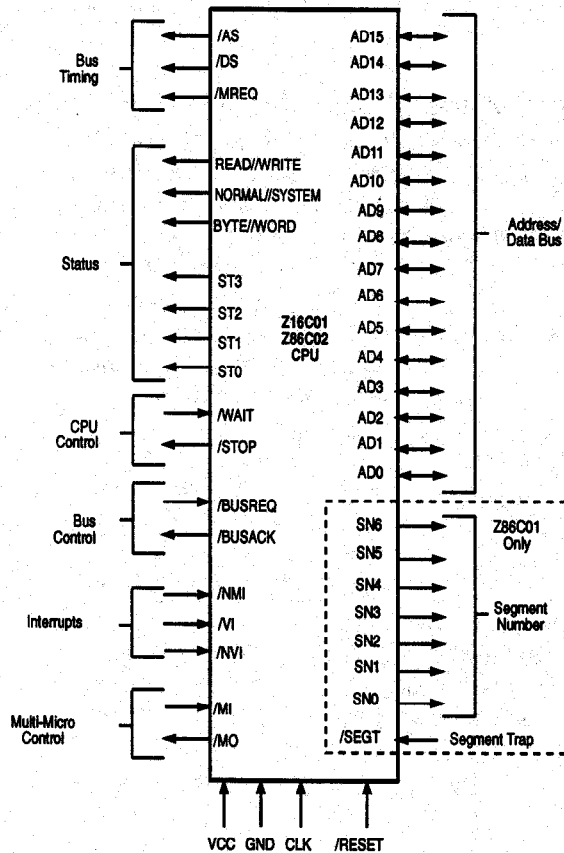 Bus
Timing
/AS
/DS
/MREQ
Status
READ//WRITE
NORMAL//SYSTEM
BYTE//WORD
ST3
ST2
ST1
ST0
CPU
Control
/WAIT
/STOP
Bus
Control
/BUSREQ
/BUSACK
Interrupts
/NMI
/VI
/NVI
Multi-Micro
Control
/MI
/MO
Z16C01
Z86C02
CPU
AD15
AD14
AD13
AD12
AD11
AD10
AD9
AD8
AD7
AD6
AD5
AD4
AD3
AD2
AD1
AD0
Address/
Data Bus
SN6
SN5
SN4
SN3
SN2
SN1
SN0
Z86C01
Only
Segment
Number
/SEGT
Segment Trap
VCC GND CLK /RESET